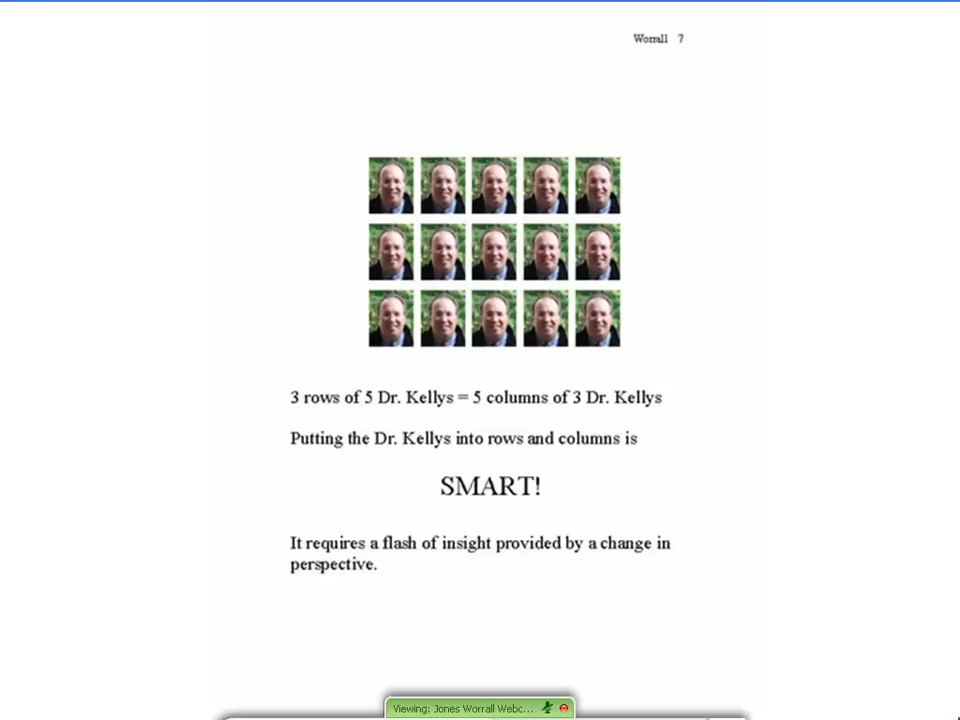 Worrall 7
3 rows of 5 Dr. Kellys = 5 columns of 3 Dr. Kellys
Putting the Dr. Kellys into rows and columns is
SMART!
It requires a flash of insight provided by a change in
perspective.
Viewing: Jones Worrall Webc...